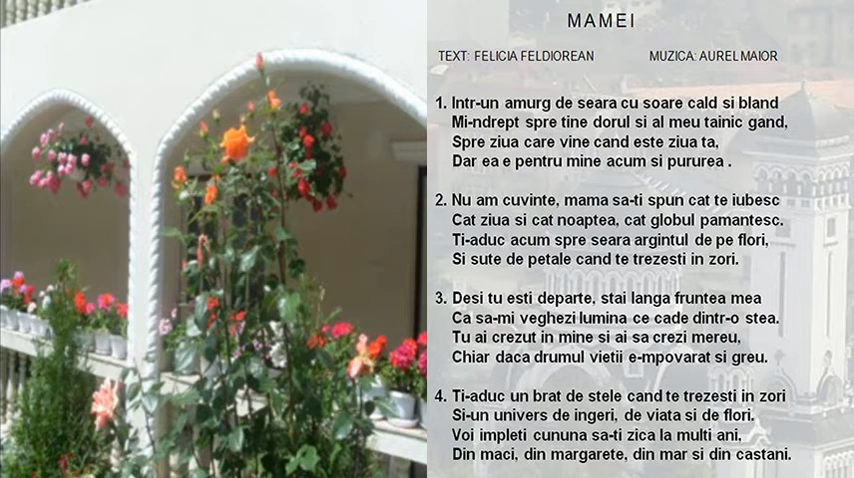 MAMEI
TEXT: FELICIA FELDIOREAN MUZICA: AUREL MAIOR
1. Intr-un amurg de seara cu soare cald si bland
Mi-ndrept spre tine dorul si al meu tainic gand,
Spre ziua care vine cand este ziua ta,
Dar ea e pentru mine acum si pururea .
2. Nu am cuvinte, mama sa-ti spun cat te iubesc
Cat ziua si cat noaptea, cat globul pamantesc.
Ti-aduc acum spre seara argintul de pe flori,
Si sute de petale cand te trezesti in zori.
3. Desi tu esti departe, stai langa fruntea mea
Ca sa-mi veghezi lumina ce cade dintr-o stea.
Tu ai crezut in mine si ai sa crezi mereu,
Chiar daca drumul vietii e-mpovarat si greu.
4. Ti-aduc un brat de stele cand te trezesti in zori
Si-un univers de ingeri, de viata si de flori.
Voi impleti cununa sa-ti zica la multi ani,
Din maci, din margarete, din mar si din castani.